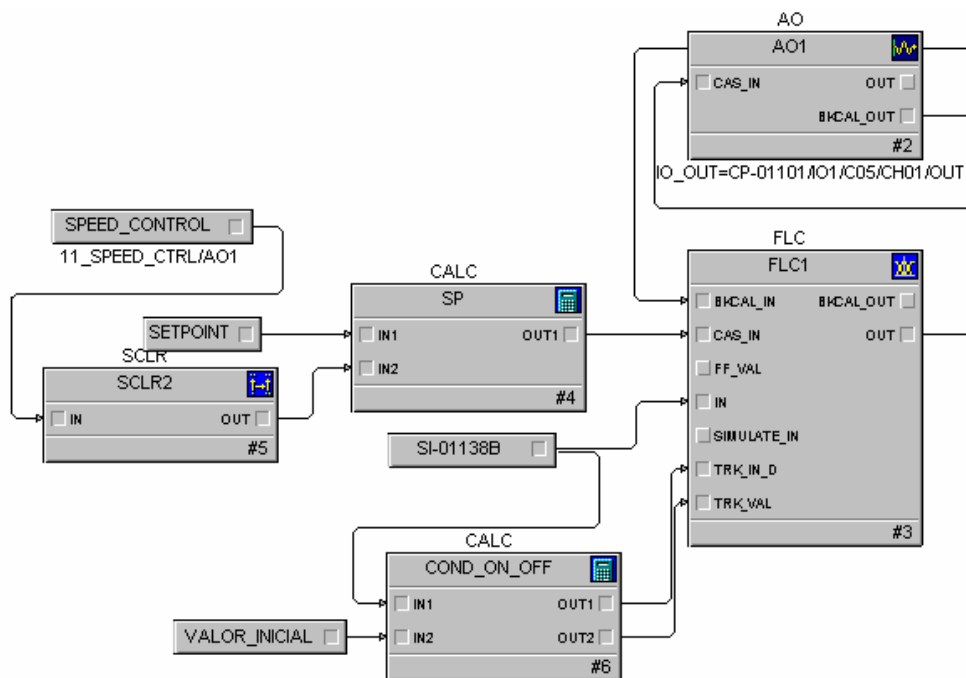 AO
AO1
CAS_IN OUT
BKCAL_OUT
#2
IO_OUT=CP-01101/IO1/C05/CH01/OUT
SPEED_CONTROL
11_SPEED_CTRL/AO1
FLC
FLC1
BKCAL_IN BKCAL_OUT
CAS_IN OUT
FF_VAL
IN
SIMULATE_IN
TRK_IN_D
TRK_VAL
#3
CALC
SP
IN1 OUT1
IN2
#4
SETPOINT
SCLR
SCLR2
IN OUT
#5
SI-01138B
CALC
COND_ON_OFF
IN1 OUT1
IN2 OUT2
#6
VALOR_INICIAL